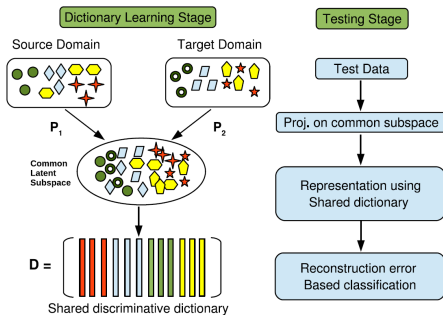 Dictionary Learning Stage
Source Domain
Target Domain
P1
P2
Common
Latent
Subspace
D =
Shared discriminative dictionary
Testing Stage
Test Data
Proj. on common subspace
Representation using
Shared dictionary
Reconstruction error
Based classification